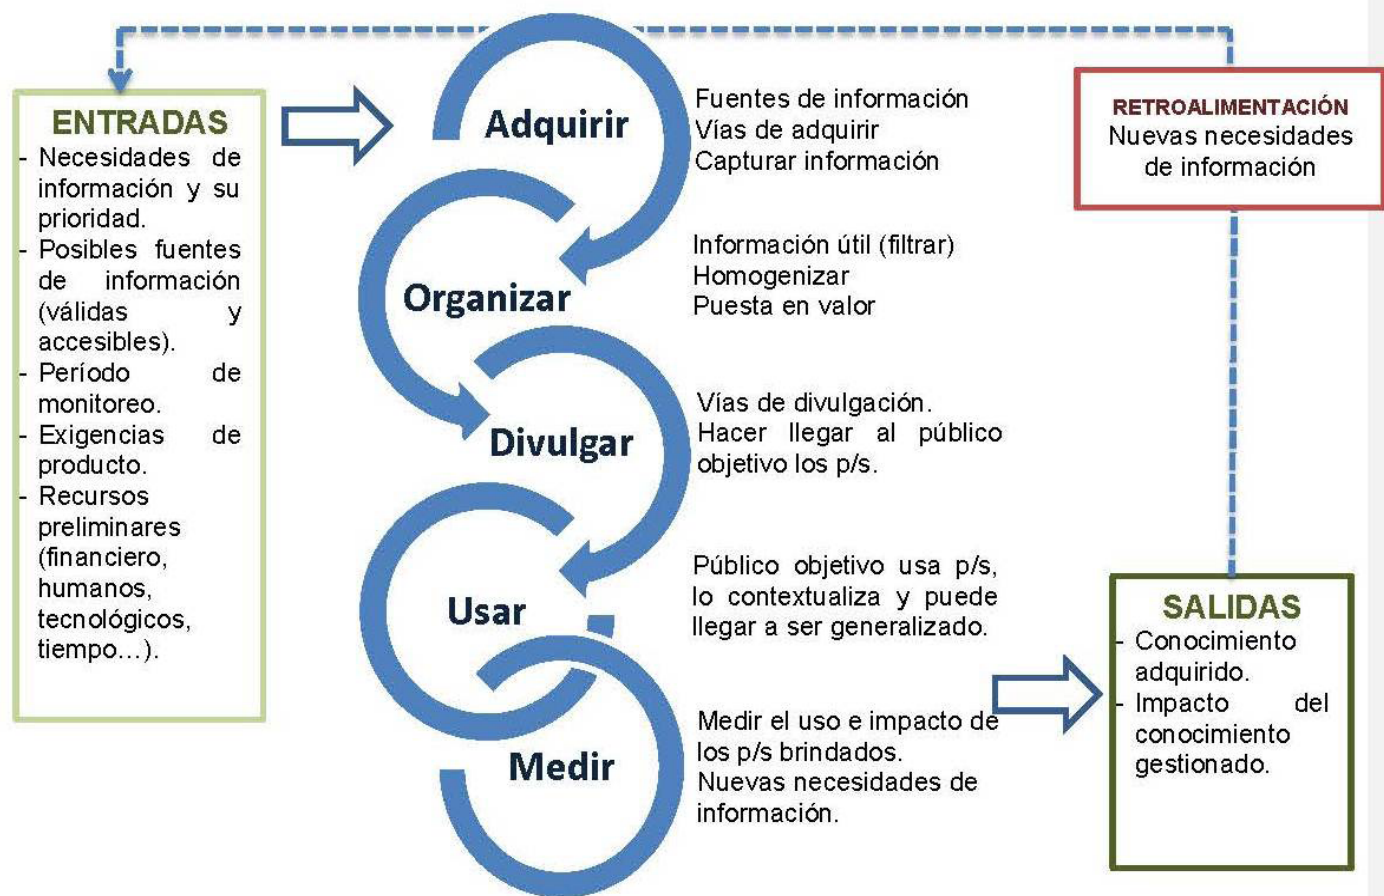 ENTRADAS
- Necesidades de
información y su
prioridad.
- Posibles fuentes
de información
(válidas y
accesibles).
- Período de
monitoreo.
- Exigencias de
producto.
- Recursos
preliminares
(financiero,
humanos,
tecnológicos,
tiempo...).
Adquirir
Fuentes de información
Vías de adquirir
Capturar información
Organizar
Información útil (filtrar)
Homogenizar
Puesta en valor
Divulgar
Vías de divulgación.
Hacer llegar al público
objetivo los p/s.
Usar
Público objetivo usa p/s,
lo contextualiza y puede
llegar a ser generalizado.
Medir
Medir el uso e impacto de
los p/s brindados.
Nuevas necesidades de
información.
RETROALIMENTACIÓN
Nuevas necesidades
de información
SALIDAS
- Conocimiento
adquirido.
- Impacto del
conocimiento
gestionado.